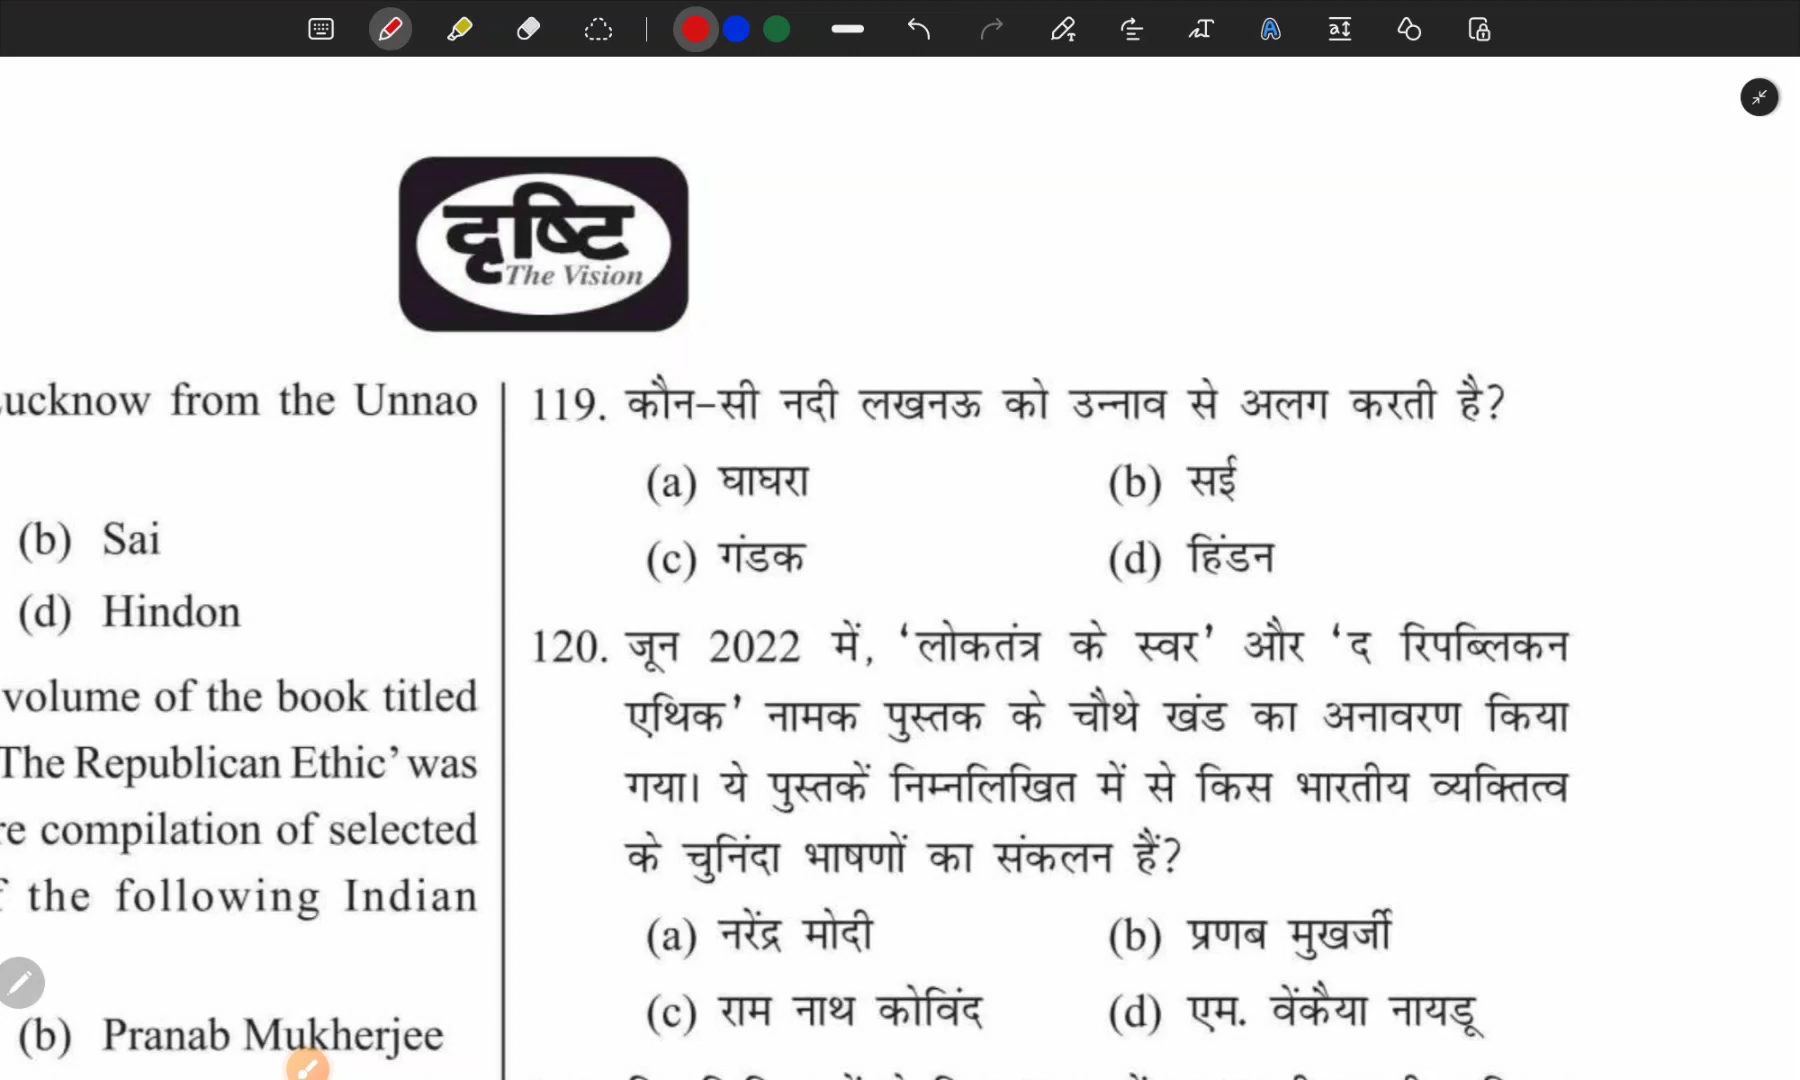 दृष्टि
The Vision
ucknow from the Unnao
(b) Sai
(d) Hindon
volume of the book titled
The Republican Ethic’ was
re compilation of selected
the following Indian
(b) Pranab Mukherjee
119. कौन-सी नदी लखनऊ को उन्नाव से अलग करती है?
(a) घाघरा (b) सई
(c) गंडक (d) हिंडन
120. जून 2022 में, ‘लोकतंत्र के स्वर’ और ‘द रिपब्लिकन
एथिक’ नामक पुस्तक के चौथे खंड का अनावरण किया
गया। ये पुस्तकें निम्नलिखित में से किस भारतीय व्यक्तित्व
के चुनिंदा भाषणों का संकलन हैं?
(a) नरेंद्र मोदी (b) प्रणब मुखर्जी
(c) राम नाथ कोविंद (d) एम. वेंकैया नायडू